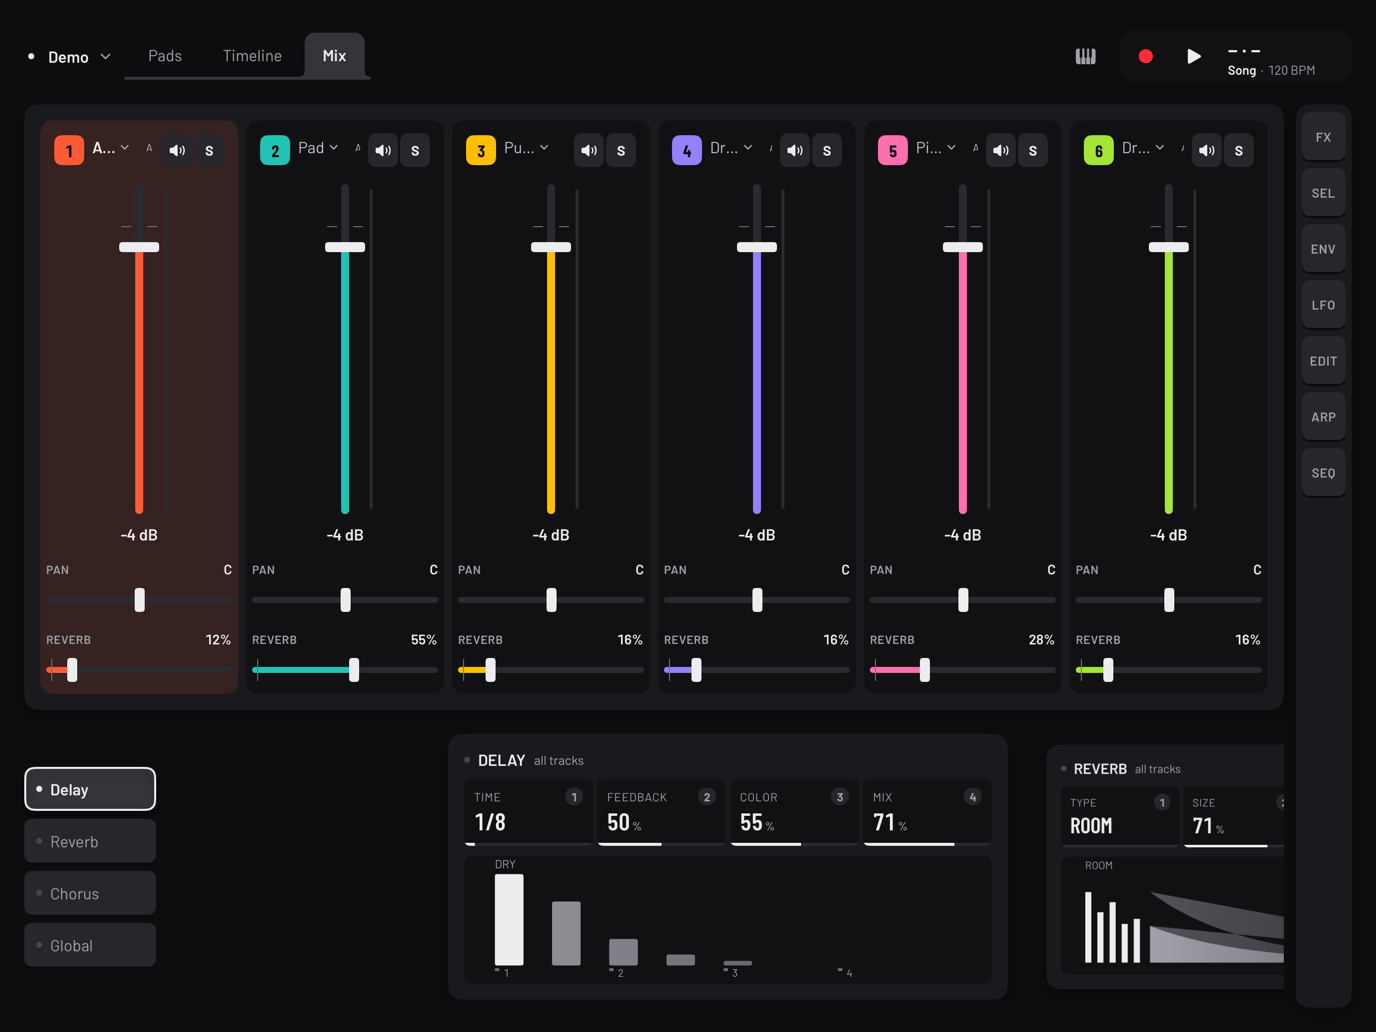 Demo Pads Timeline Mix
Song · 120 BPM
1 A... A S
2 Pad A S
3 Pu... S
4 Dr... S
5 Pi... A S
6 Dr... S
-4 dB -4 dB -4 dB -4 dB -4 dB -4 dB
PAN C PAN C PAN C PAN C PAN C PAN C
REVERB 12% REVERB 55% REVERB 16% REVERB 16% REVERB 28% REVERB 16%
FX
SEL
ENV
LFO
EDIT
ARP
SEQ
Delay
Reverb
Chorus
Global
DELAY all tracks
TIME 1 FEEDBACK 2 COLOR 3 MIX 4
1/8 50% 55% 71%
DRY
1 2 3 4
REVERB all tracks
TYPE 1 SIZE 2
ROOM 71%
ROOM